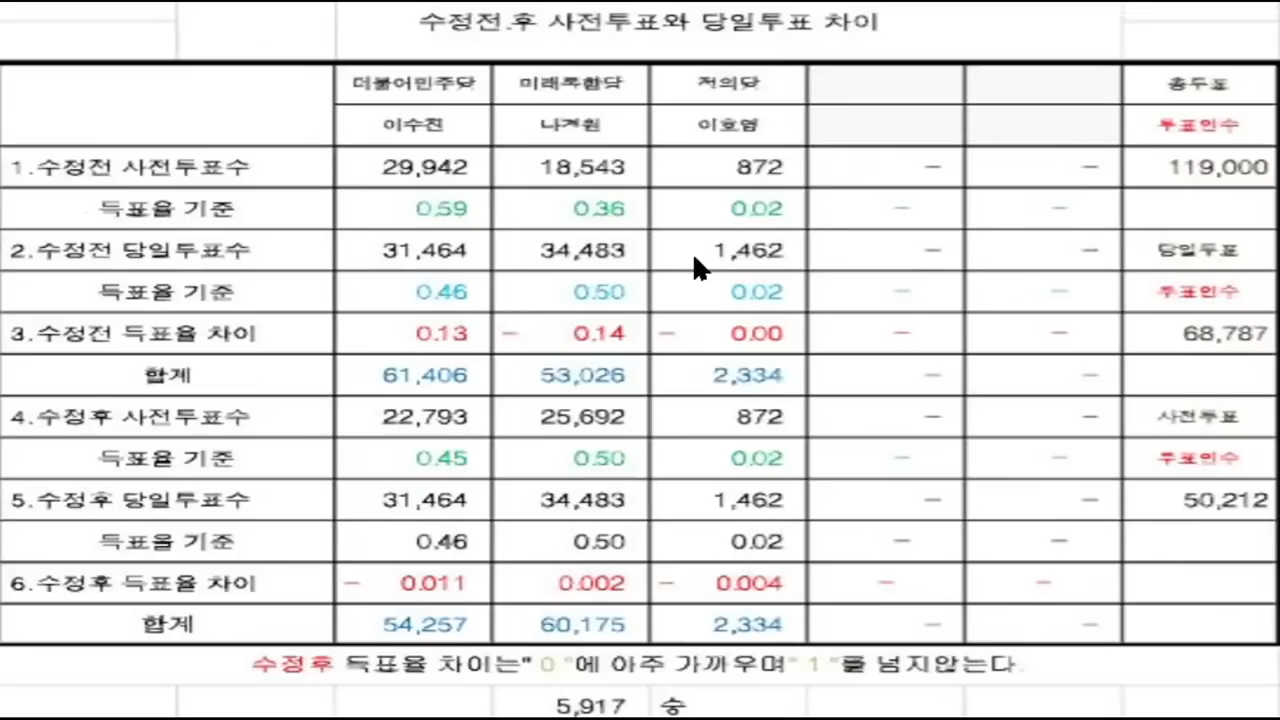 수정전.후 사전투표와 당일투표 차이
더불어민주당 미래통합당 정의당 총투표
이수진 나경원 이호영 투표인수
1.수정전 사전투표수 29,942 18,543 872 - - 119,000
득표율 기준 0.59 0.36 0.02 - -
2.수정전 당일투표수 31,464 34,483 1,462 - - 당일투표
득표율 기준 0.46 0.50 0.02 - - 투표인수
3.수정전 득표율 차이 0.13 - 0.14 - 0.00 - - 68,787
합계 61,406 53,026 2,334 - -
4.수정후 사전투표수 22,793 25,692 872 - - 사전투표
득표율 기준 0.45 0.50 0.02 - - 투표인수
5.수정후 당일투표수 31,464 34,483 1,462 - - 50,212
득표율 기준 0.46 0.50 0.02 - -
6.수정후 득표율 차이 - 0.011 0.002 - 0.004 - -
합계 54,257 60,175 2,334 - -
수정후 득표율 차이는" 0 "에 아주 가까우며" 1 "를 넘지않는다.
5,917 승